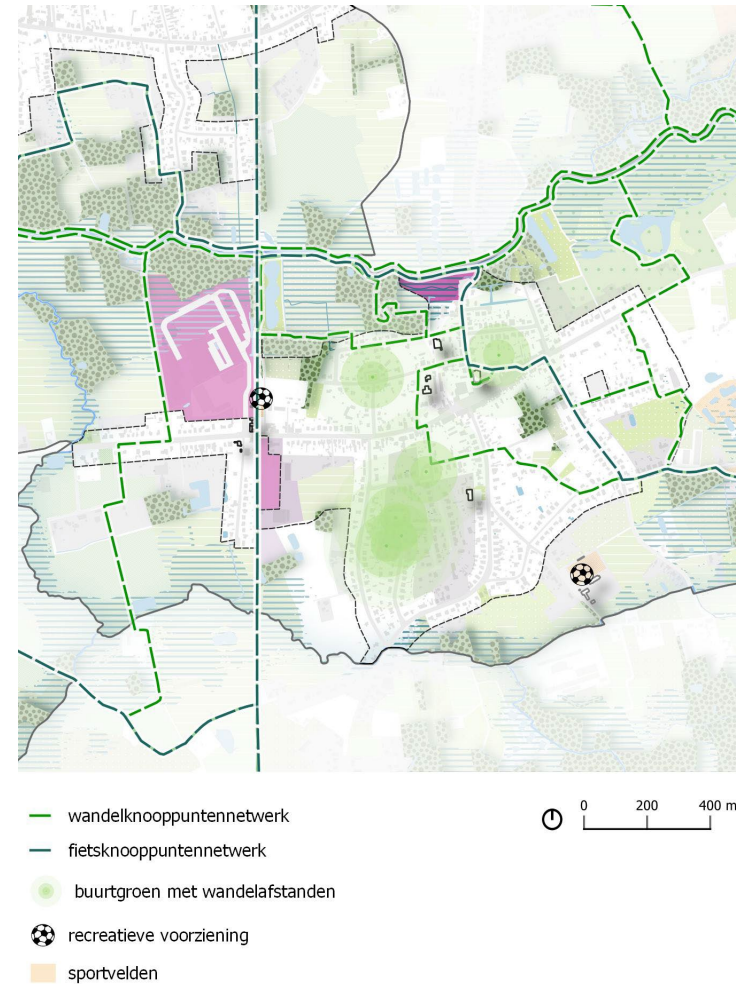 wandelknooppuntennetwerk
fietsknooppuntennetwerk
buurtgroen met wandelafstanden
recreatieve voorziening
sportvelden
0 200 400 m